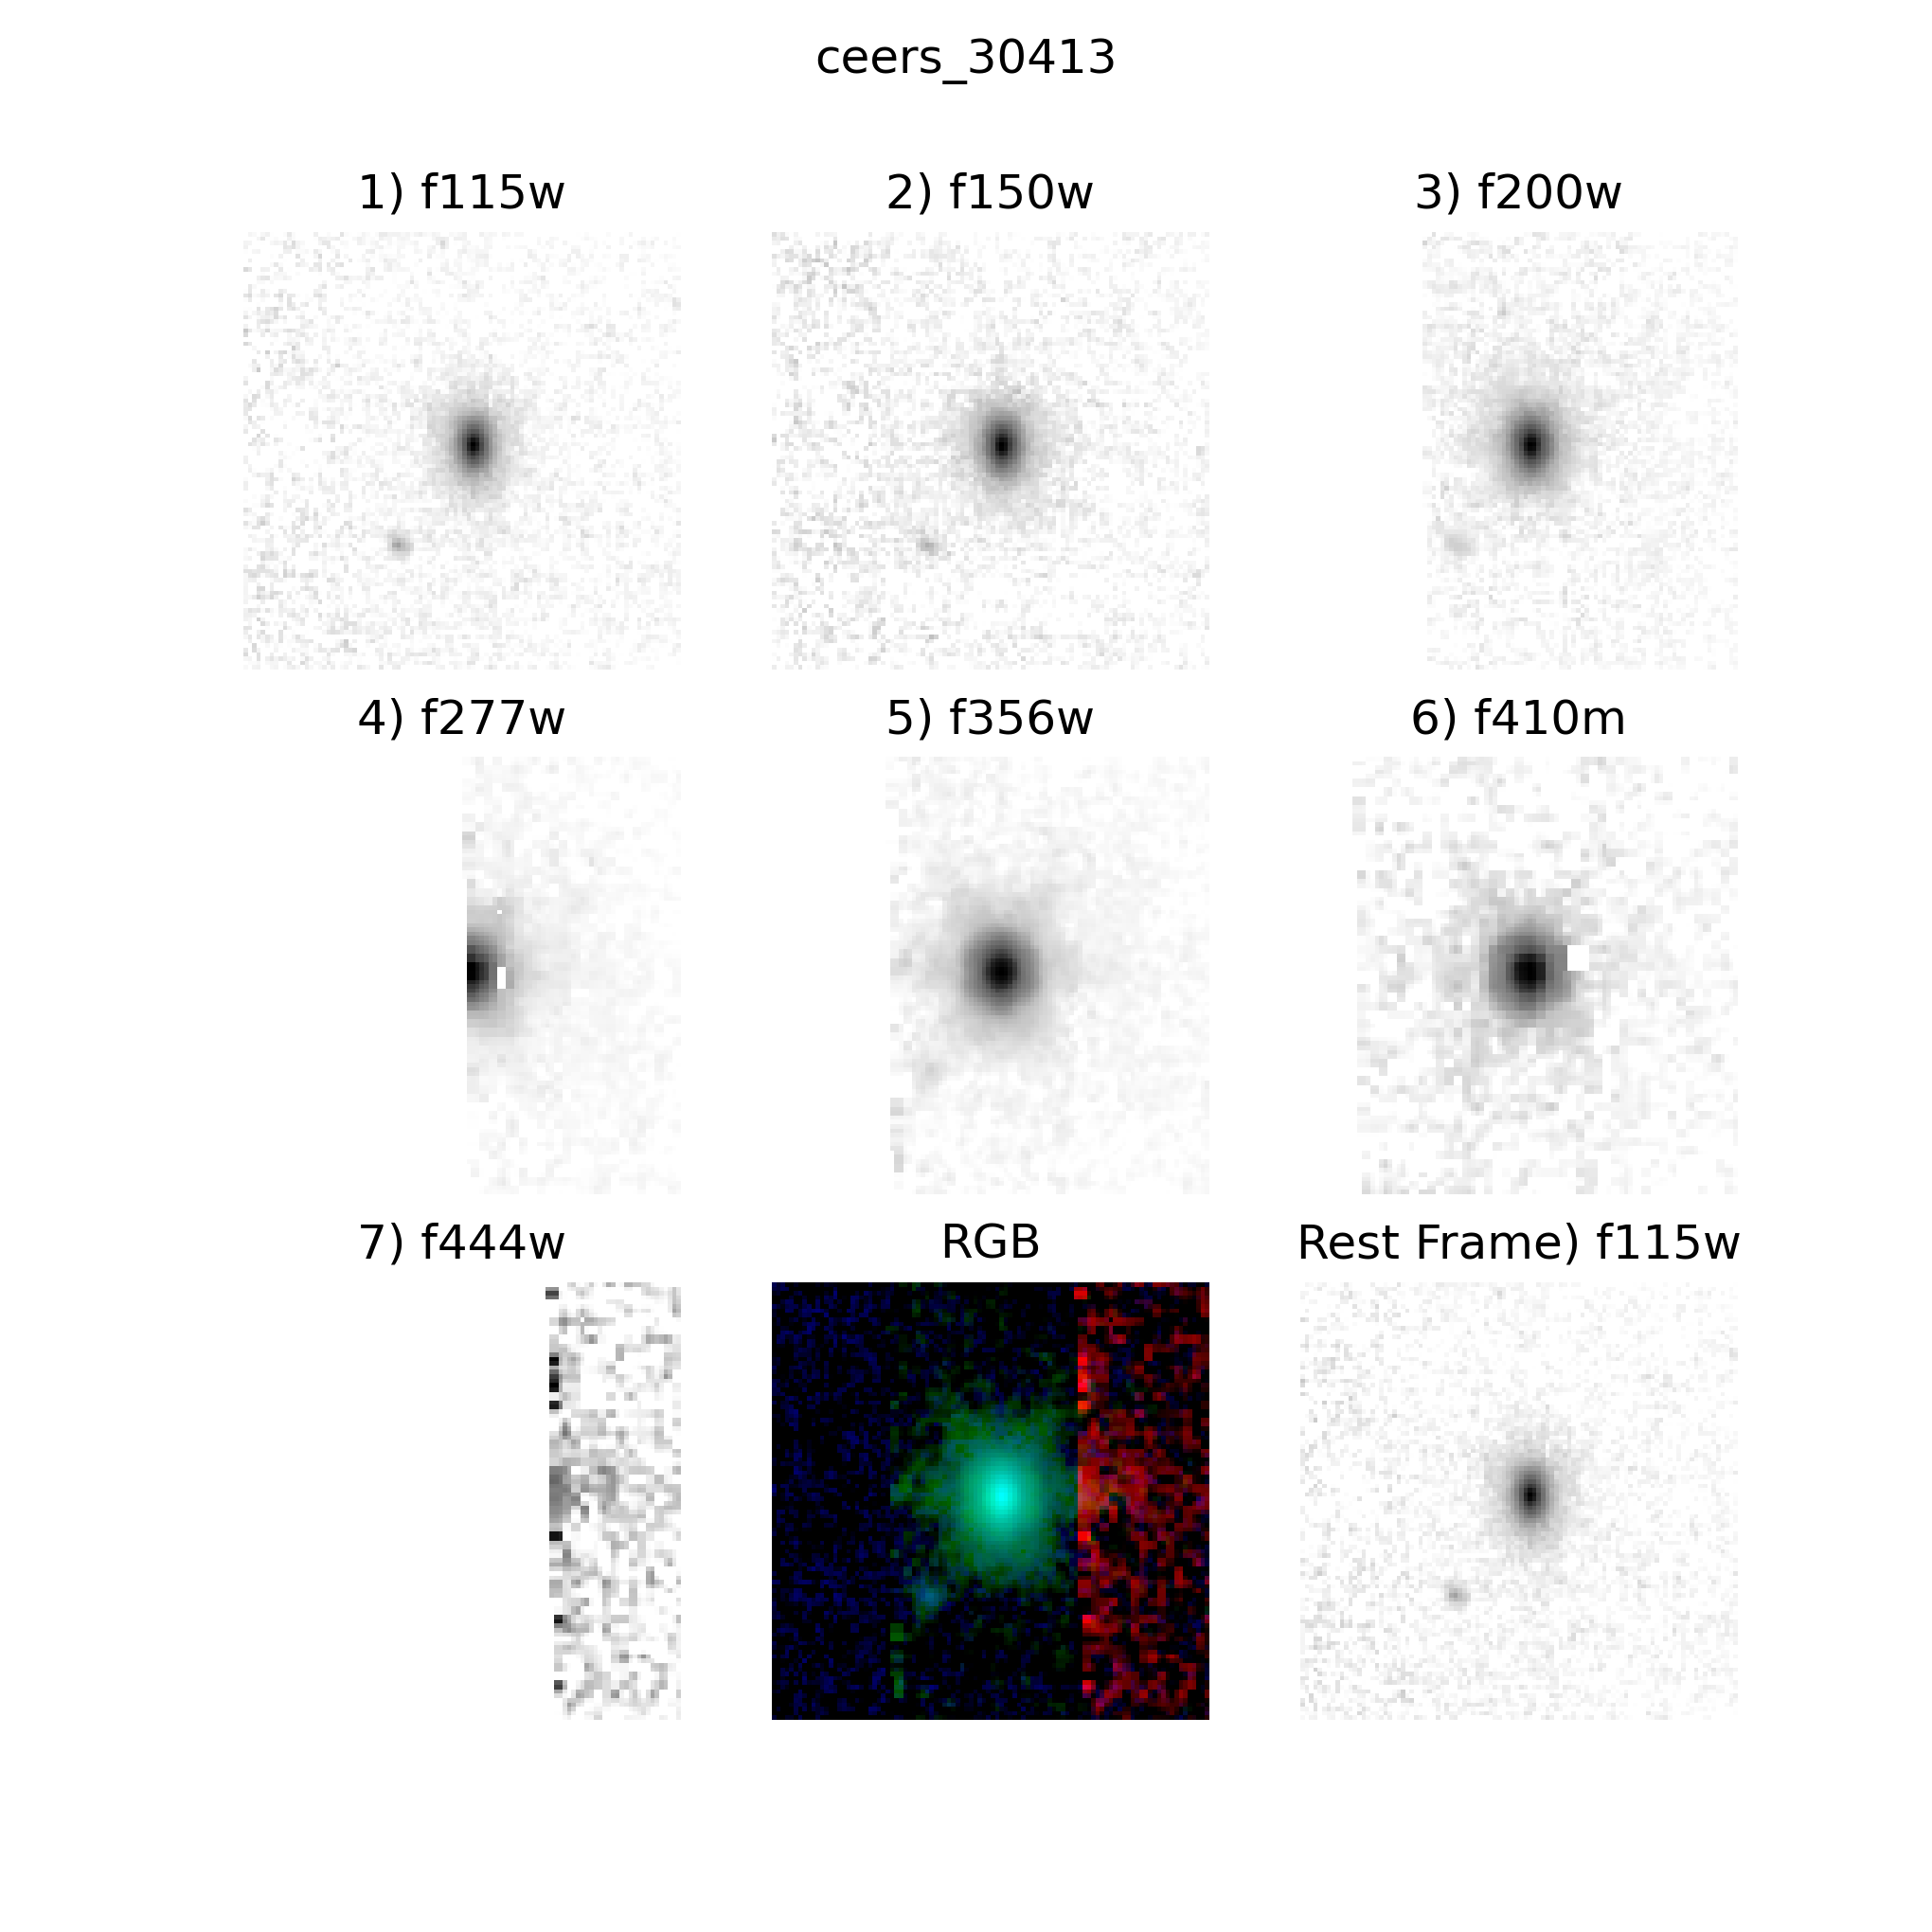 ceers_30413
1) f115w
2) f150w
3) f200w
4) f277w
5) f356w
6) f410m
7) f444w
RGB
Rest Frame) f115w